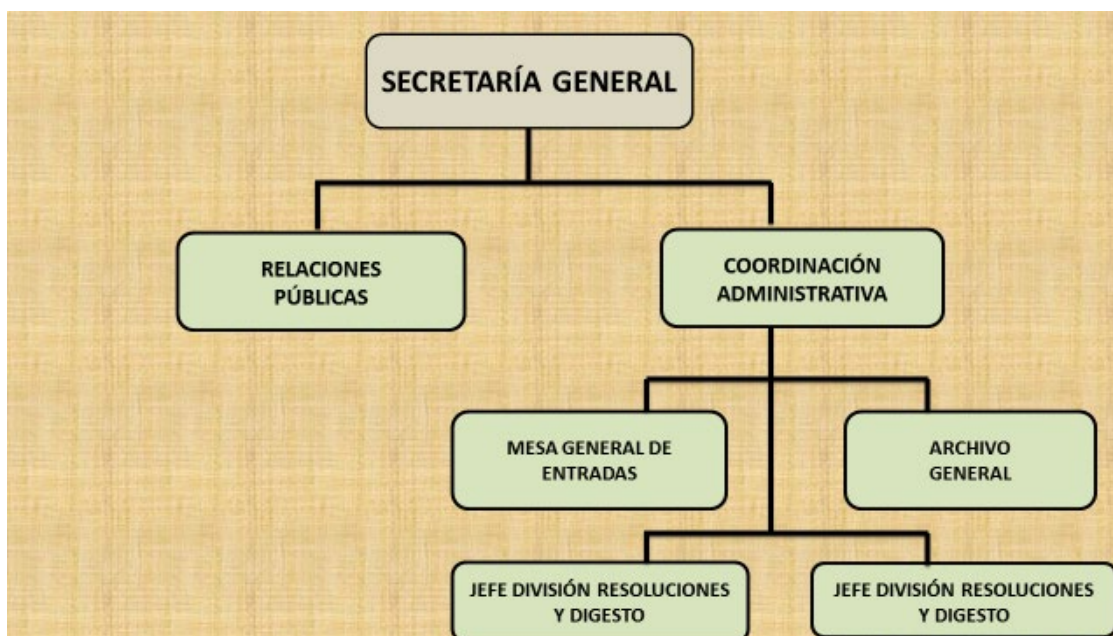 SECRETARÍA GENERAL
RELACIONES
PÚBLICAS
COORDINACIÓN
ADMINISTRATIVA
MESA GENERAL DE
ENTRADAS
ARCHIVO
GENERAL
JEFE DIVISIÓN RESOLUCIONES
Y DIGESTO
JEFE DIVISIÓN RESOLUCIONES
Y DIGESTO